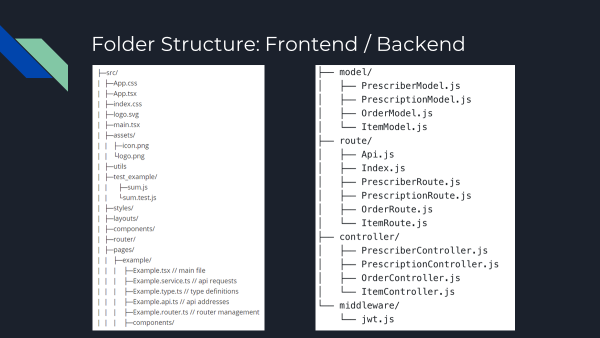 Folder Structure: Frontend / Backend
├─src/
│ ├─App.css
│ ├─App.tsx
│ ├─index.css
│ ├─logo.svg
│ ├─main.tsx
│ ├─assets/
│ │ ├─icon.png
│ │ └logo.png
│ ├─utils
│ ├─test_example/
│ │ ├─sum.js
│ │ └sum.test.js
│ ├─styles/
│ ├─layouts/
│ ├─components/
│ ├─router/
│ ├─pages/
│ │ ├─example/
│ │ │ ├─Example.tsx // main file
│ │ │ ├─Example.service.ts // api requests
│ │ │ ├─Example.type.ts // type definitions
│ │ │ ├─Example.api.ts // api addresses
│ │ │ ├─Example.router.ts // router management
│ │ │ ├─components/
├── model/
│ ├── PrescriberModel.js
│ ├── PrescriptionModel.js
│ ├── OrderModel.js
│ └── ItemModel.js
├── route/
│ ├── Api.js
│ ├── Index.js
│ ├── PrescriberRoute.js
│ ├── PrescriptionRoute.js
│ ├── OrderRoute.js
│ └── ItemRoute.js
├── controller/
│ ├── PrescriberController.js
│ ├── PrescriptionController.js
│ ├── OrderController.js
│ └── ItemController.js
└── middleware/
└── jwt.js